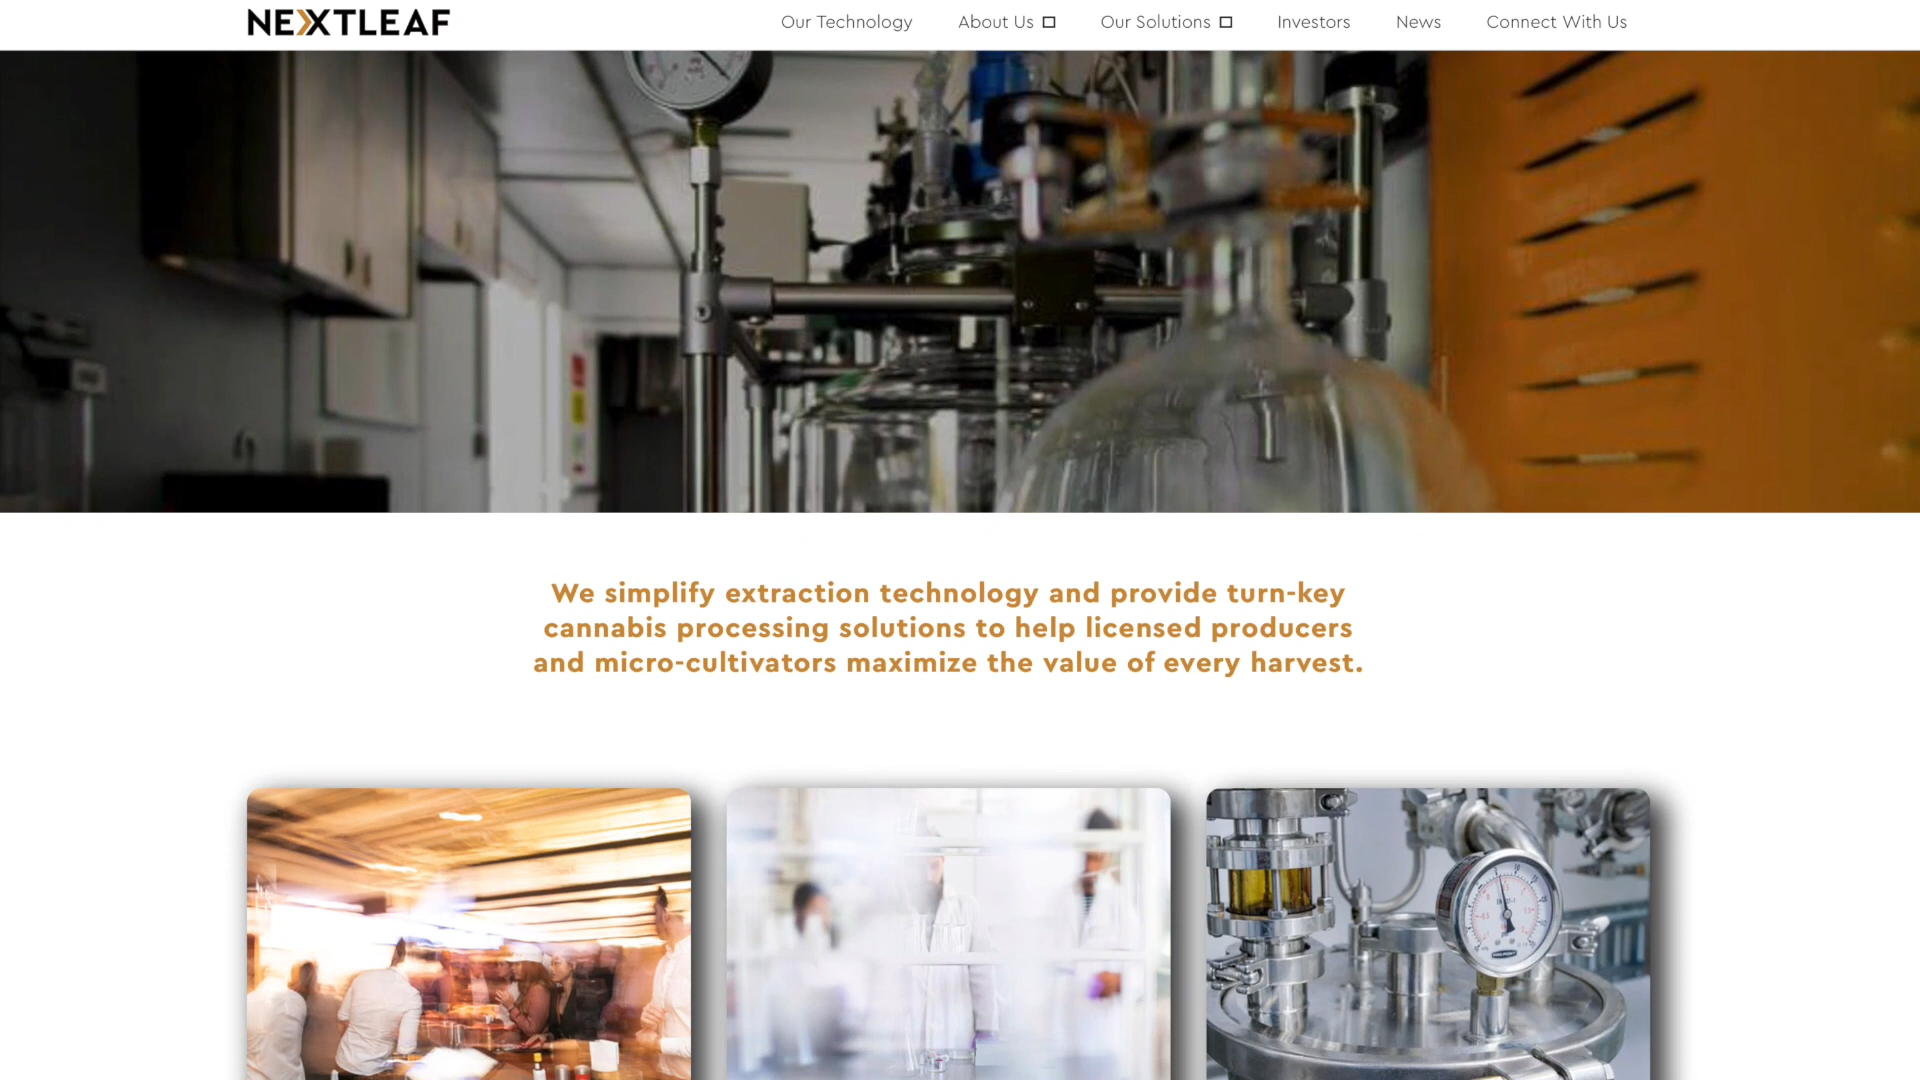 NEXTLEAF
Our Technology
About Us
Our Solutions
Investors
News
Connect With Us
We simplify extraction technology and provide turn-key
cannabis processing solutions to help licensed producers
and micro-cultivators maximize the value of every harvest.